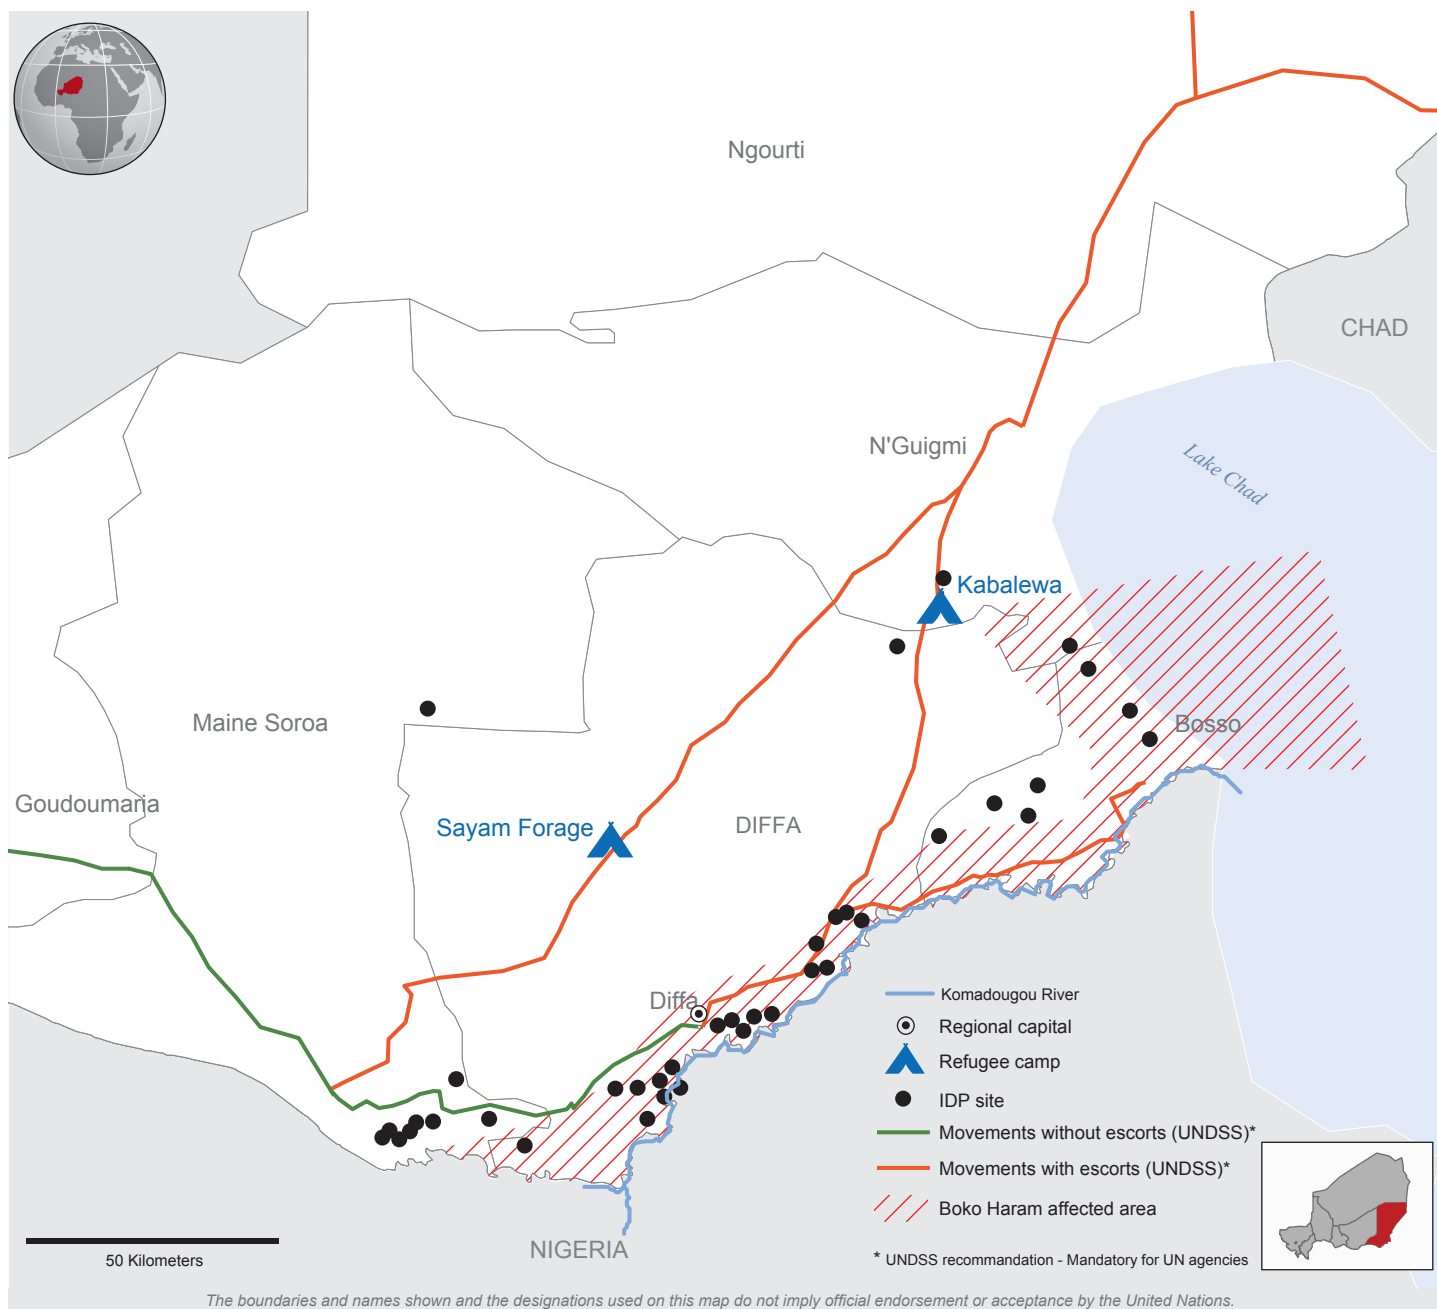 Ngourti
CHAD
N'Guigmi
Lake Chad
Kabalewa
Maine Soroa
Bosso
Goudoumaria
Sayam Forage
DIFFA
Diffa
Komadougou River
Regional capital
Refugee camp
IDP site
Movements without escorts (UNDSS)*
Movements with escorts (UNDSS)*
Boko Haram affected area
* UNDSS recommandation - Mandatory for UN agencies
NIGERIA
50 Kilometers
The boundaries and names shown and the designations used on this map do not imply official endorsement or acceptance by the United Nations.